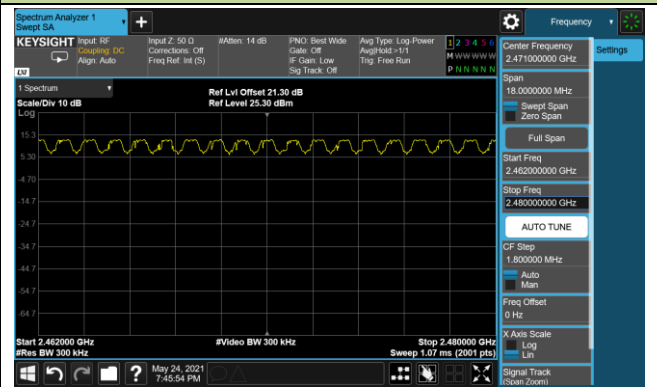 Spectrum Analyzer 1
Swept SA
Frequency
KEYSIGHT
Input: RF
Coupling: DC
Align: Auto
Input Z: 50 Ω
Corrections: Off
Freq Ref: Int (S)
#Atten: 14 dB
PNO: Best Wide
Gate: Off
IF Gain: Low
Sig Track: Off
Avg Type: Log-Power
Avg|Hold:>1/1
Trig: Free Run
1 2 3 4 5 6
M W W W W W
P N N N N N
LXI
1 Spectrum
Scale/Div 10 dB
Ref Lvl Offset 21.30 dB
Ref Level 25.30 dBm
Log
15.3
5.30
-4.70
-14.7
-24.7
-34.7
-44.7
-54.7
-64.7
Start 2.462000 GHz
#Res BW 300 kHz
#Video BW 300 kHz
Stop 2.480000 GHz
Sweep 1.07 ms (2001 pts)
May 24, 2021
7:45:54 PM
Center Frequency
2.471000000 GHz
Settings
Span
18.0000000 MHz
Swept Span
Zero Span
Full Span
Start Freq
2.462000000 GHz
Stop Freq
2.480000000 GHz
AUTO TUNE
CF Step
1.800000 MHz
Auto
Man
Freq Offset
0 Hz
X Axis Scale
Log
Lin
Signal Track
(Span Zoom)